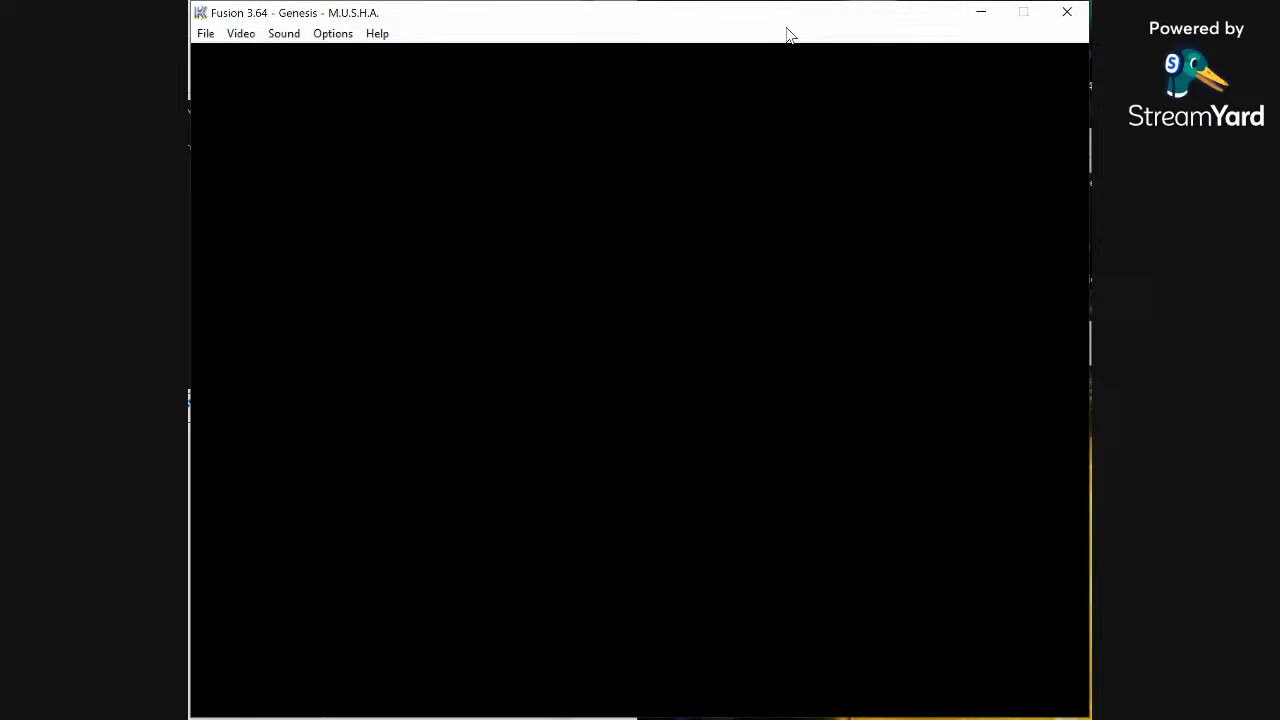 Fusion 3.64 - Genesis - M.U.S.H.A.
File Video Sound Options Help
Powered by
S
StreamYard